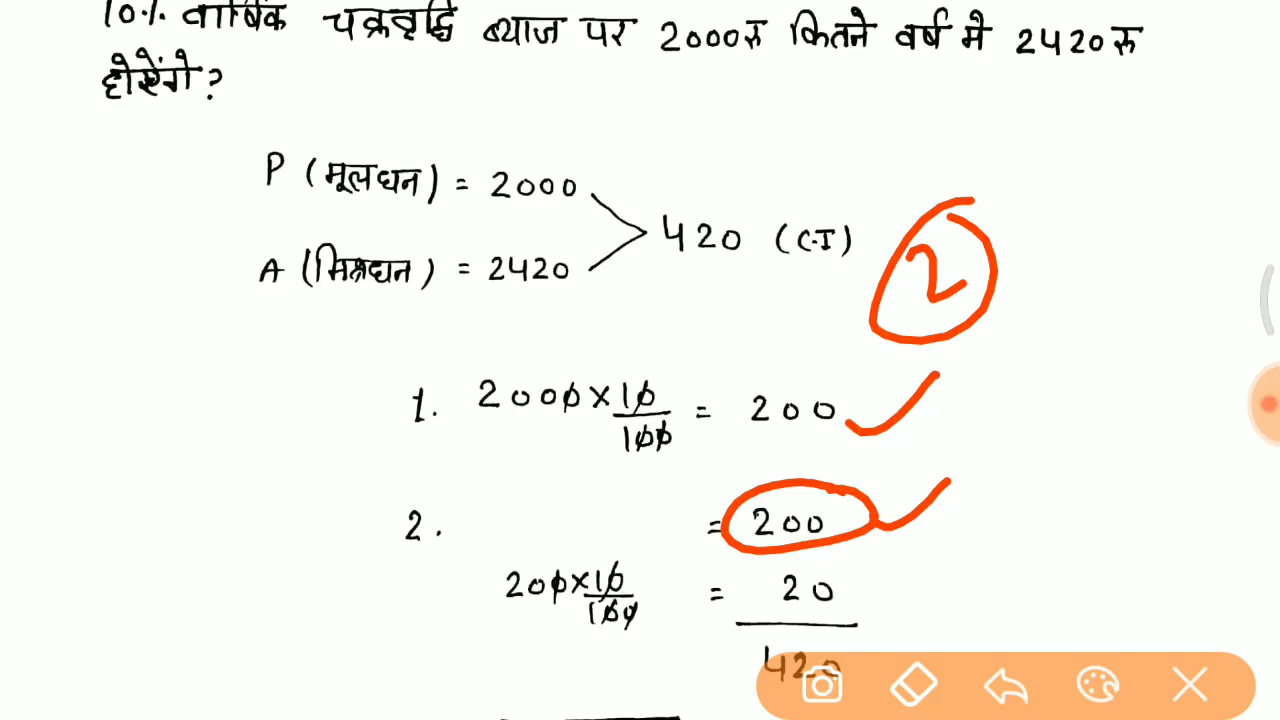 10% वार्षिक चक्रवृद्धि ब्याज पर 2000रु कितने वर्ष मे 2420रु
होएंगे?
P (मूलधन) = 2000
420 (C.I)
A (मिश्रधन) = 2420
2
1. 2000 × 10/100 = 200
2. = 200
200 × 10/100 = 20
420